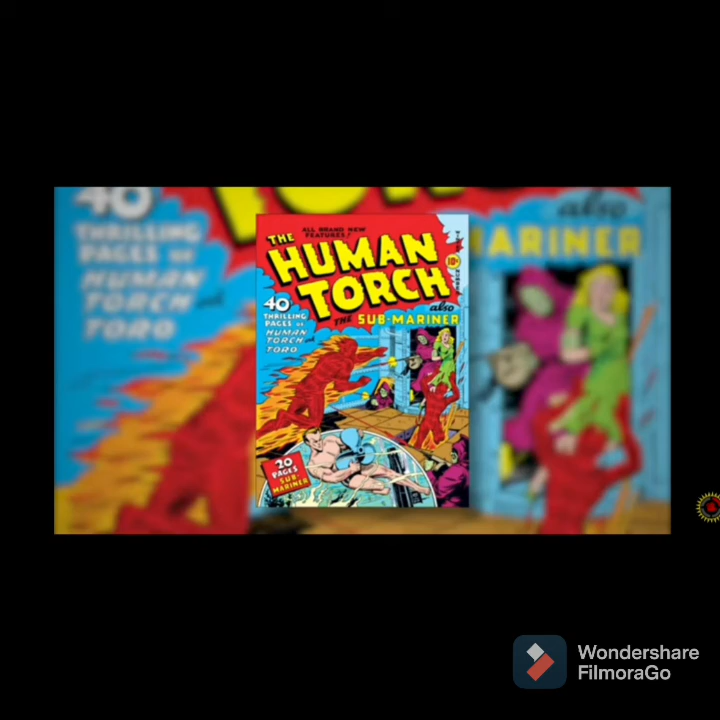 ALL BRAND NEW
FEATURES!
THE
HUMAN
TORCH
10¢
40
THRILLING
PAGES OF
HUMAN
TORCH and
TORO
also
THE SUB-MARINER
20
PAGES
SUB-
MARINER
40
THRILLING
PAGES OF
HUMAN
TORCH and
TORO
also
MARINER
Wondershare
FilmoraGo